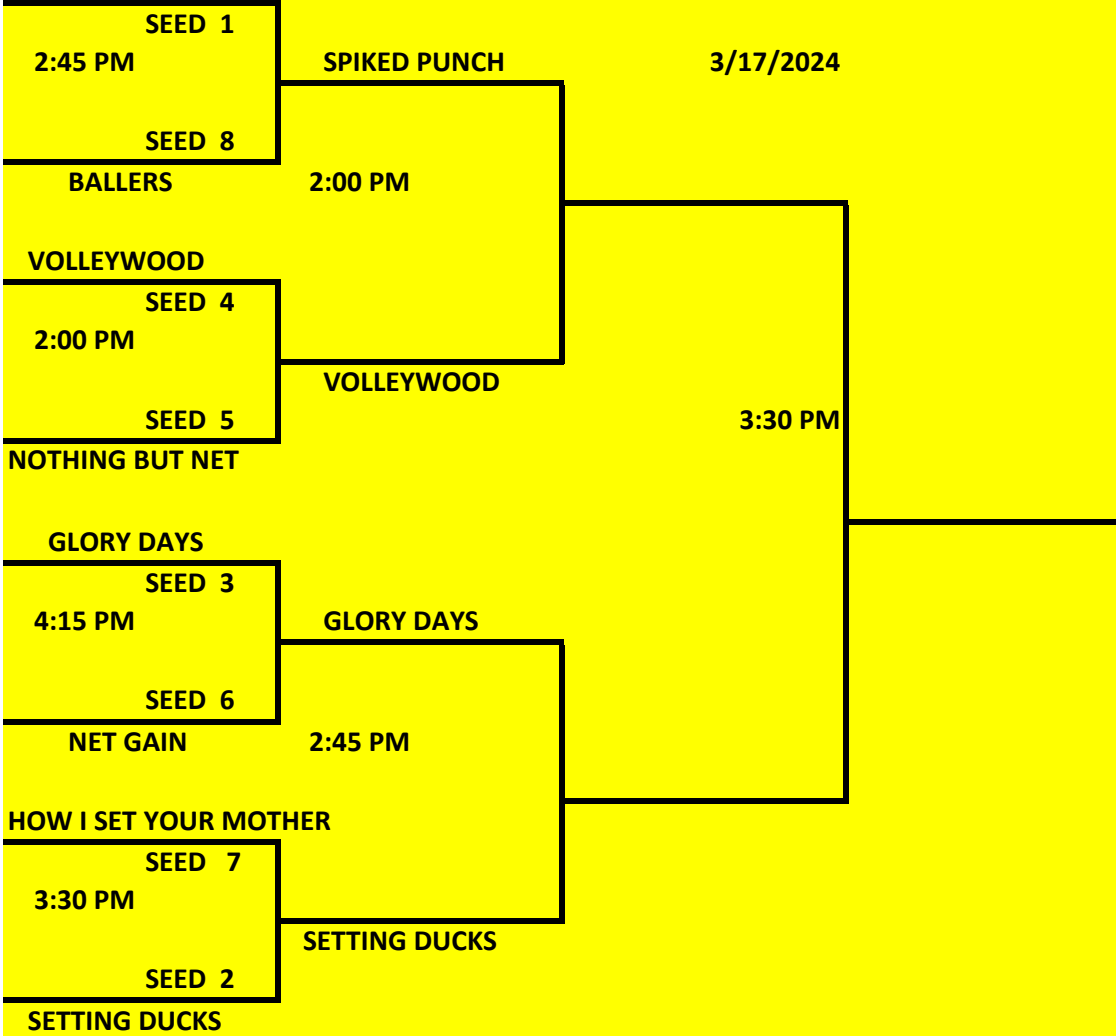 SEED 1
2:45 PM SPIKED PUNCH 3/17/2024
SEED 8
BALLERS 2:00 PM
VOLLEYWOOD
SEED 4
2:00 PM
VOLLEYWOOD
SEED 5 3:30 PM
NOTHING BUT NET
GLORY DAYS
SEED 3
4:15 PM GLORY DAYS
SEED 6
NET GAIN 2:45 PM
HOW I SET YOUR MOTHER
SEED 7
3:30 PM
SETTING DUCKS
SEED 2
SETTING DUCKS